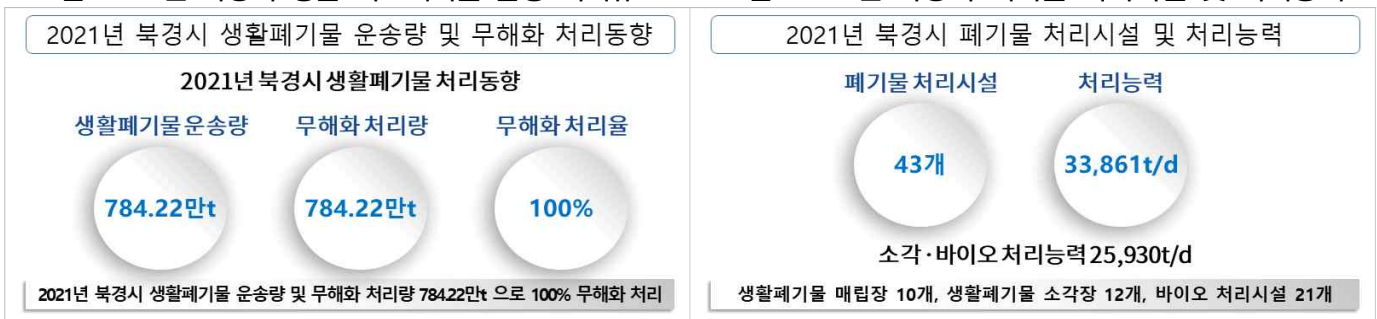 2021년 북경시 생활폐기물 운송량 및 무해화 처리동향
2021년 북경시 생활폐기물 처리동향
생활폐기물 운송량 무해화 처리량 무해화 처리율
784.22만t 784.22만t 100%
2021년 북경시 생활폐기물 운송량 및 무해화 처리량 784.22만t 으로 100% 무해화 처리
2021년 북경시 폐기물 처리시설 및 처리능력
폐기물 처리시설 처리능력
43개 33,861t/d
소각·바이오 처리능력 25,930t/d
생활폐기물 매립장 10개, 생활폐기물 소각장 12개, 바이오 처리시설 21개